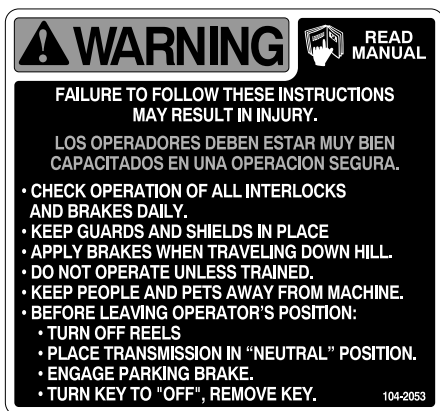 WARNING
READ
MANUAL
FAILURE TO FOLLOW THESE INSTRUCTIONS
MAY RESULT IN INJURY.
LOS OPERADORES DEBEN ESTAR MUY BIEN
CAPACITADOS EN UNA OPERACION SEGURA.
• CHECK OPERATION OF ALL INTERLOCKS
AND BRAKES DAILY.
• KEEP GUARDS AND SHIELDS IN PLACE
• APPLY BRAKES WHEN TRAVELING DOWN HILL.
• DO NOT OPERATE UNLESS TRAINED.
• KEEP PEOPLE AND PETS AWAY FROM MACHINE.
• BEFORE LEAVING OPERATOR'S POSITION:
• TURN OFF REELS
• PLACE TRANSMISSION IN “NEUTRAL” POSITION.
• ENGAGE PARKING BRAKE.
• TURN KEY TO "OFF", REMOVE KEY.
104-2053